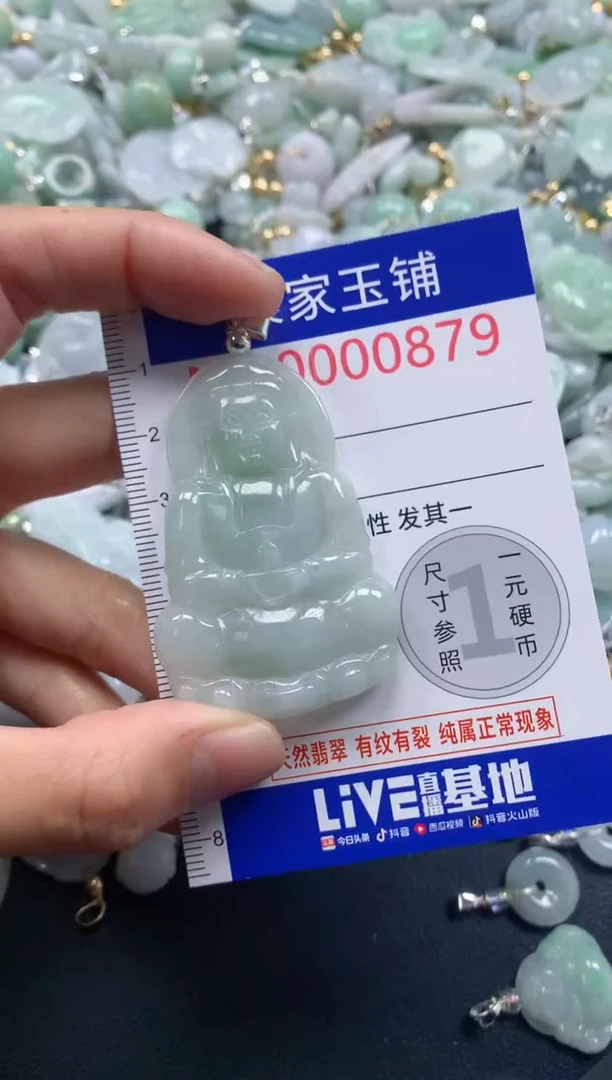 家玉铺
0000879
1
2
3
性 发其一
尺寸参照
1
一元硬币
天然翡翠 有纹有裂 纯属正常现象
LiVE直播基地
今日头条 抖音 西瓜视频 抖音火山版
8